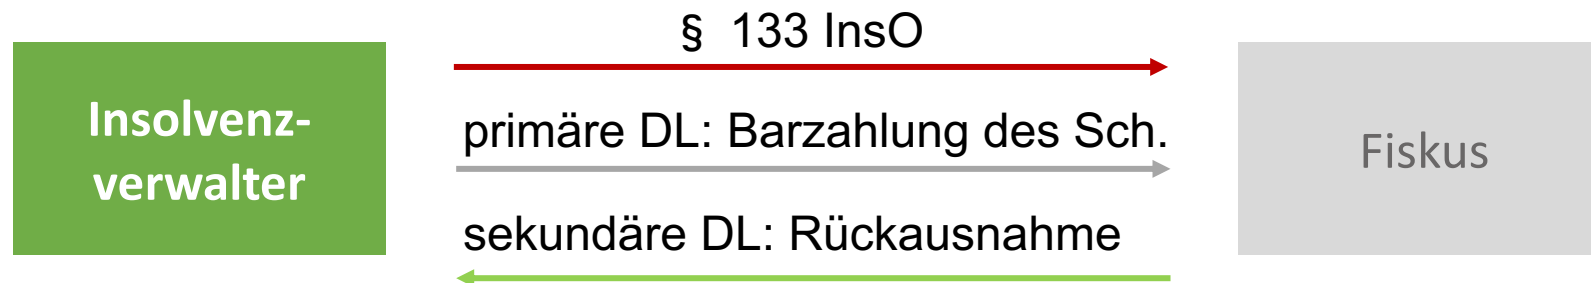 § 133 InsO
Insolvenz-
verwalter
primäre DL: Barzahlung des Sch.
sekundäre DL: Rückausnahme
Fiskus